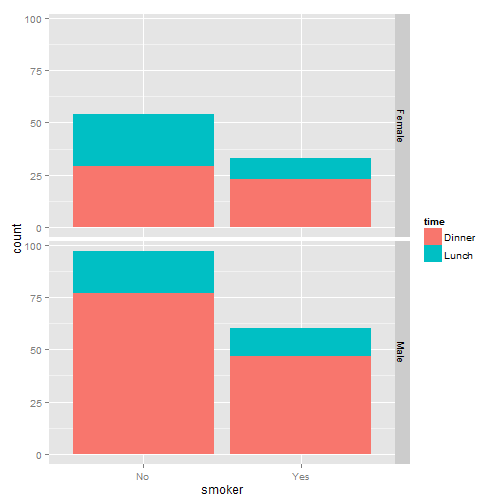 100
75
50
25
0
Female
100
75
50
25
0
Male
count
No
Yes
smoker
time
Dinner
Lunch